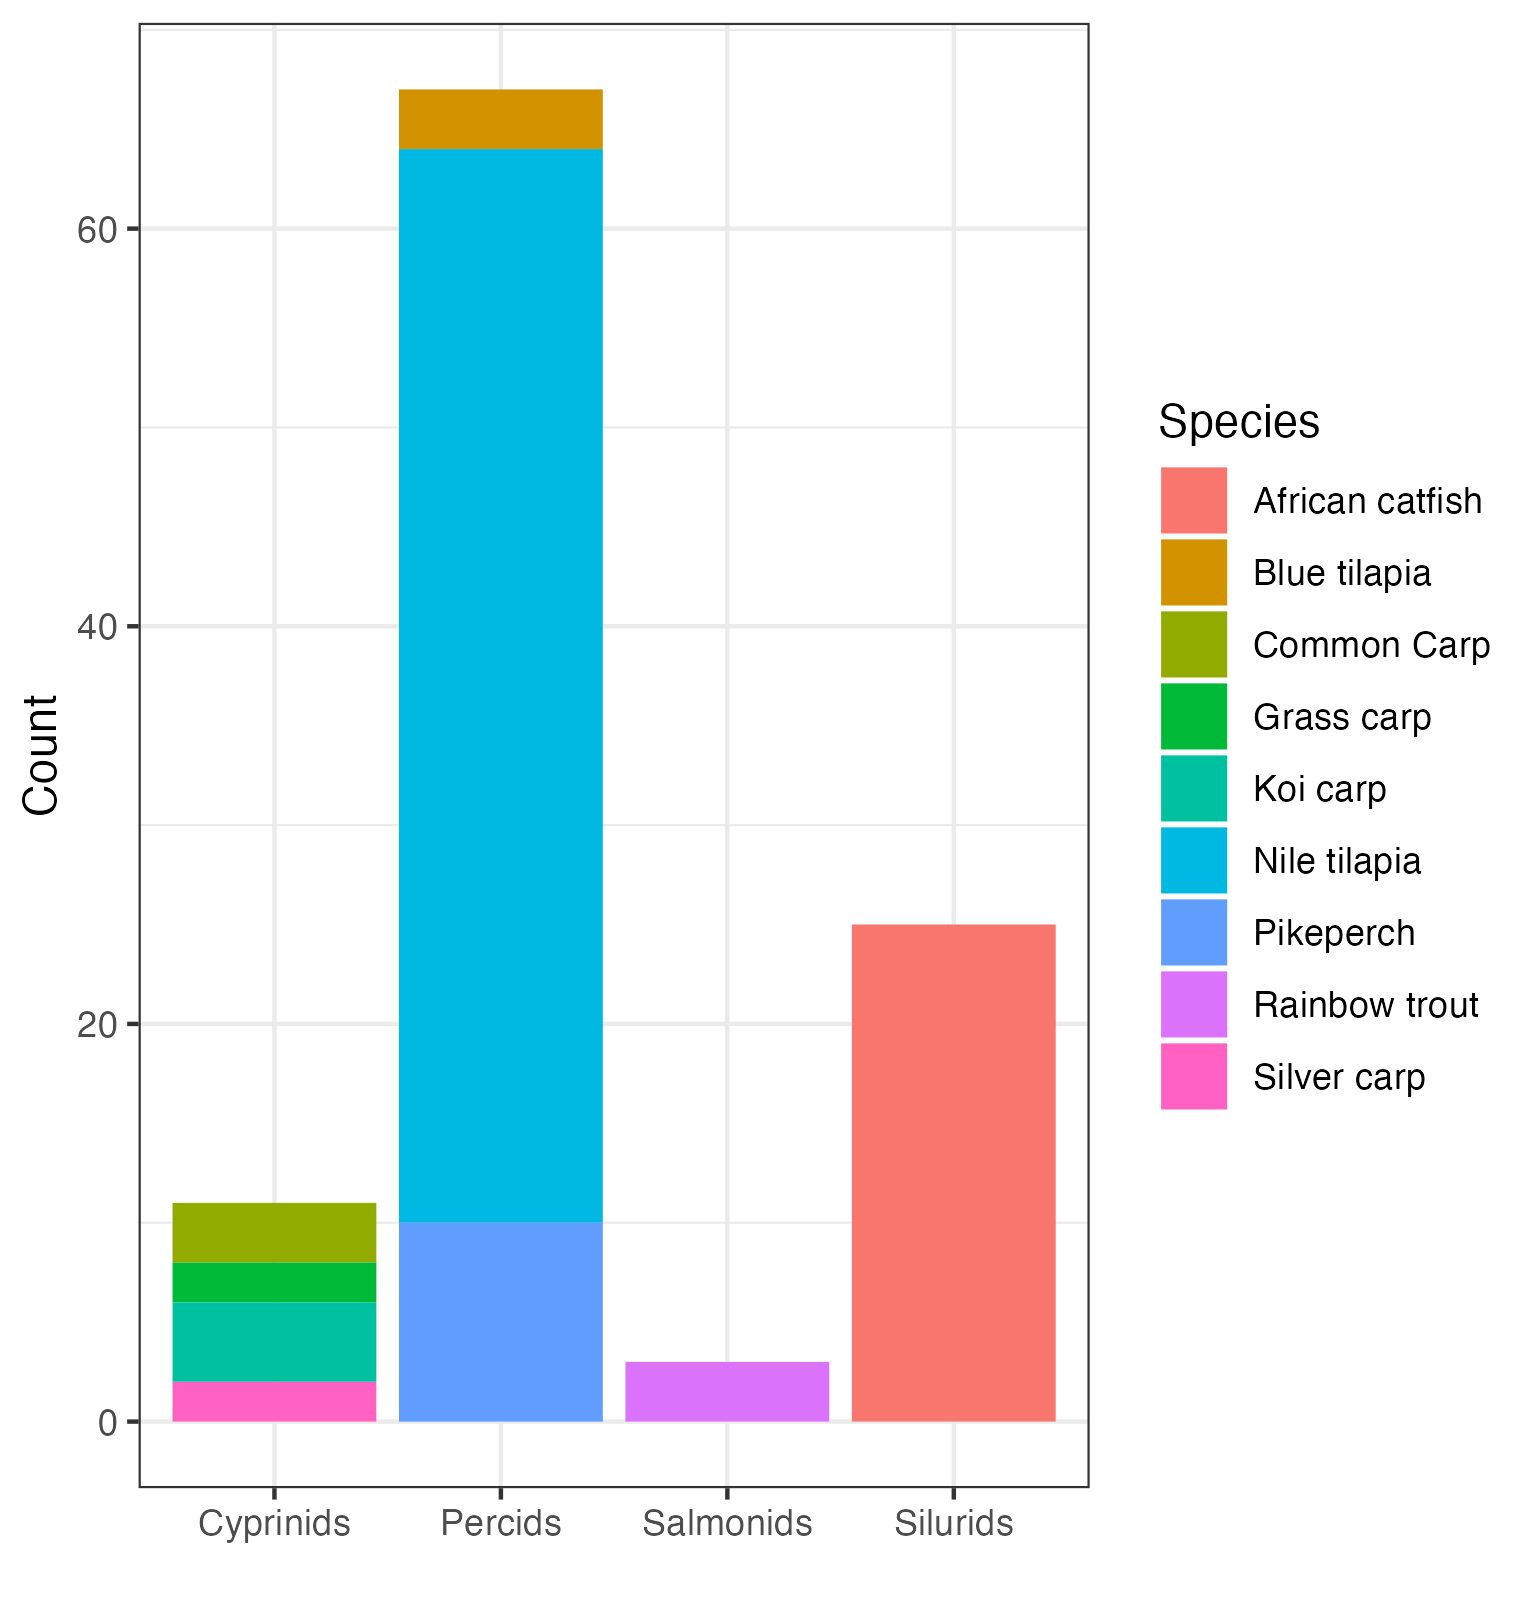 Count
60
40
20
0
Cyprinids
Percids
Salmonids
Silurids
Species
African catfish
Blue tilapia
Common Carp
Grass carp
Koi carp
Nile tilapia
Pikeperch
Rainbow trout
Silver carp